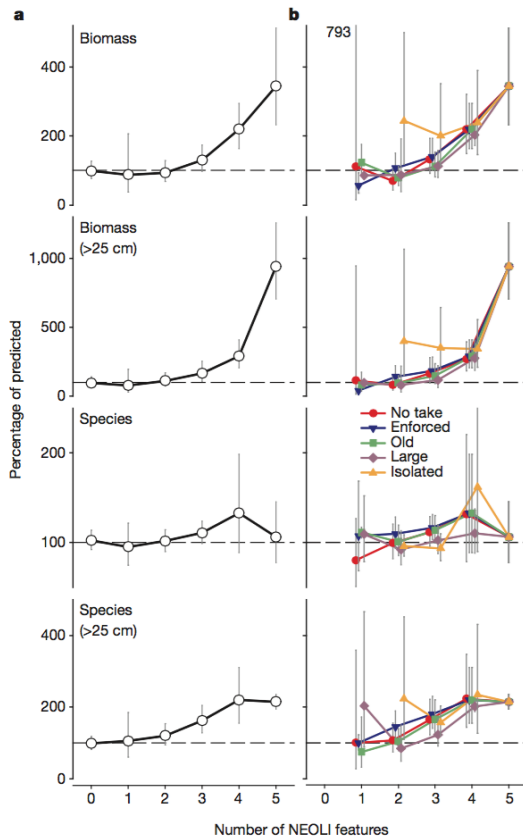 a
b
Biomass
793
400
200
0
Biomass
(>25 cm)
1,000
500
0
Species
200
100
No take
Enforced
Old
Large
Isolated
Species
(>25 cm)
400
200
0
Percentage of predicted
0 1 2 3 4 5
0 1 2 3 4 5
Number of NEOLI features